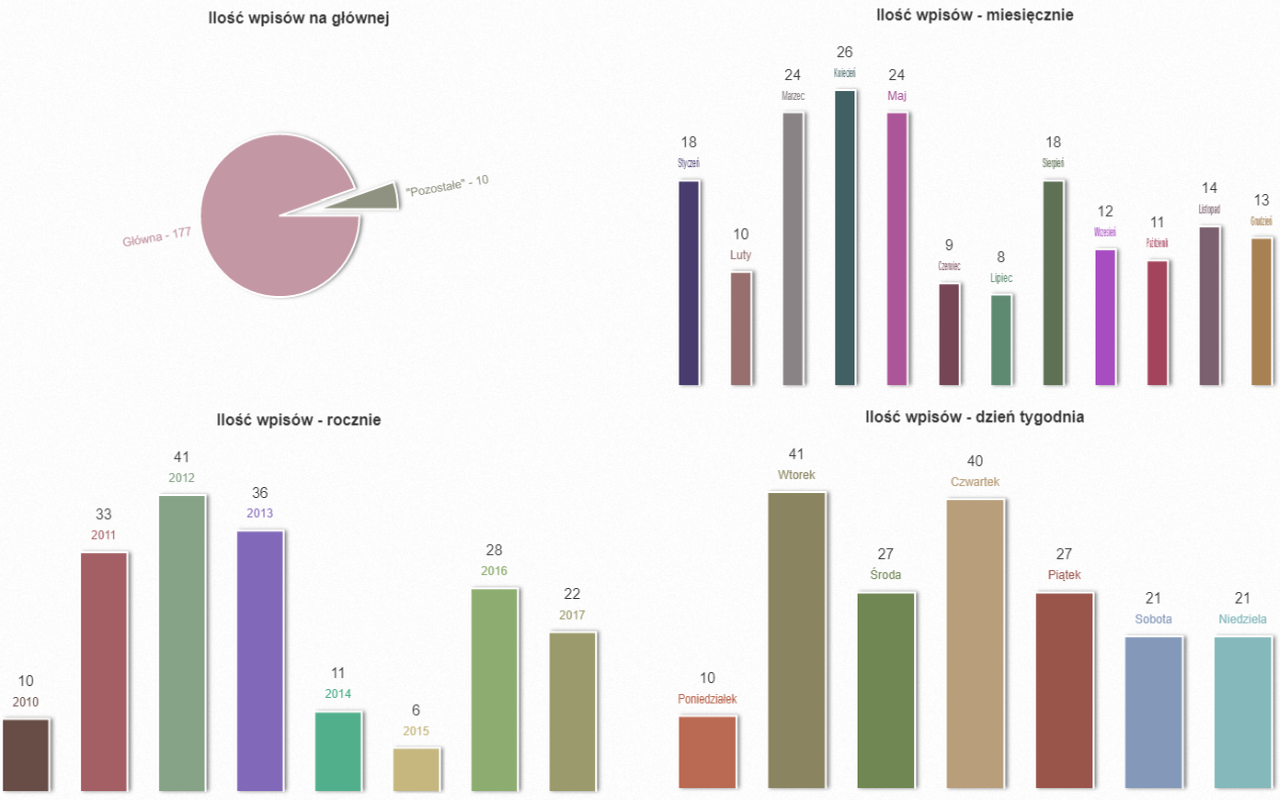 Ilość wpisów na głównej
"Pozostałe" - 10
Główna - 177
Ilość wpisów - miesięcznie
18
Styczeń
10
Luty
24
Marzec
26
Kwiecień
24
Maj
9
Czerwiec
8
Lipiec
18
Sierpień
12
Wrzesień
11
Październik
14
Listopad
13
Grudzień
Ilość wpisów - rocznie
10
2010
33
2011
41
2012
36
2013
11
2014
6
2015
28
2016
22
2017
Ilość wpisów - dzień tygodnia
10
Poniedziałek
41
Wtorek
27
Środa
40
Czwartek
27
Piątek
21
Sobota
21
Niedziela